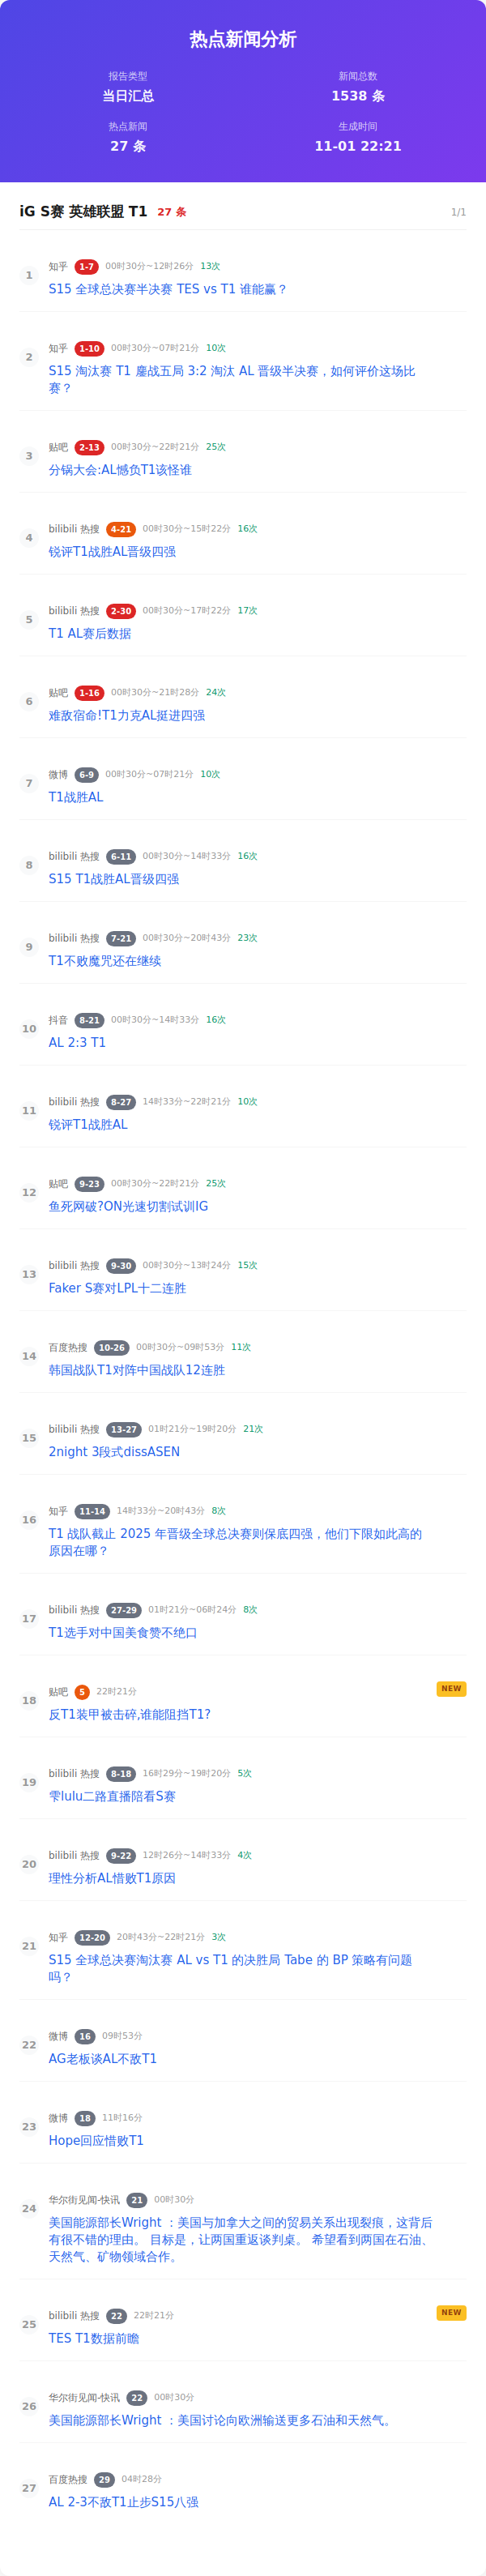 热点新闻分析
报告类型 新闻总数
当日汇总 1538 条
热点新闻 生成时间
27 条 11-01 22:21
iG S赛 英雄联盟 T1 27 条 1/1
1 知乎 1-7 00时30分~12时26分 13次
S15 全球总决赛半决赛 TES vs T1 谁能赢？
2 知乎 1-10 00时30分~07时21分 10次
S15 淘汰赛 T1 鏖战五局 3:2 淘汰 AL 晋级半决赛，如何评价这场比
赛？
3 贴吧 2-13 00时30分~22时21分 25次
分锅大会:AL憾负T1该怪谁
4 bilibili 热搜 4-21 00时30分~15时22分 16次
锐评T1战胜AL晋级四强
5 bilibili 热搜 2-30 00时30分~17时22分 17次
T1 AL赛后数据
6 贴吧 1-16 00时30分~21时28分 24次
难敌宿命!T1力克AL挺进四强
7 微博 6-9 00时30分~07时21分 10次
T1战胜AL
8 bilibili 热搜 6-11 00时30分~14时33分 16次
S15 T1战胜AL晋级四强
9 bilibili 热搜 7-21 00时30分~20时43分 23次
T1不败魔咒还在继续
10 抖音 8-21 00时30分~14时33分 16次
AL 2:3 T1
11 bilibili 热搜 8-27 14时33分~22时21分 10次
锐评T1战胜AL
12 贴吧 9-23 00时30分~22时21分 25次
鱼死网破?ON光速切割试训IG
13 bilibili 热搜 9-30 00时30分~13时24分 15次
Faker S赛对LPL十二连胜
14 百度热搜 10-26 00时30分~09时53分 11次
韩国战队T1对阵中国战队12连胜
15 bilibili 热搜 13-27 01时21分~19时20分 21次
2night 3段式dissASEN
16 知乎 11-14 14时33分~20时43分 8次
T1 战队截止 2025 年晋级全球总决赛则保底四强，他们下限如此高的
原因在哪？
17 bilibili 热搜 27-29 01时21分~06时24分 8次
T1选手对中国美食赞不绝口
18 贴吧 5 22时21分 NEW
反T1装甲被击碎,谁能阻挡T1?
19 bilibili 热搜 8-18 16时29分~19时20分 5次
雫lulu二路直播陪看S赛
20 bilibili 热搜 9-22 12时26分~14时33分 4次
理性分析AL惜败T1原因
21 知乎 12-20 20时43分~22时21分 3次
S15 全球总决赛淘汰赛 AL vs T1 的决胜局 Tabe 的 BP 策略有问题
吗？
22 微博 16 09时53分
AG老板谈AL不敌T1
23 微博 18 11时16分
Hope回应惜败T1
24 华尔街见闻-快讯 21 00时30分
美国能源部长Wright ：美国与加拿大之间的贸易关系出现裂痕，这背后
有很不错的理由。 目标是，让两国重返谈判桌。 希望看到两国在石油、
天然气、矿物领域合作。
25 bilibili 热搜 22 22时21分 NEW
TES T1数据前瞻
26 华尔街见闻-快讯 22 00时30分
美国能源部长Wright ：美国讨论向欧洲输送更多石油和天然气。
27 百度热搜 29 04时28分
AL 2-3不敌T1止步S15八强